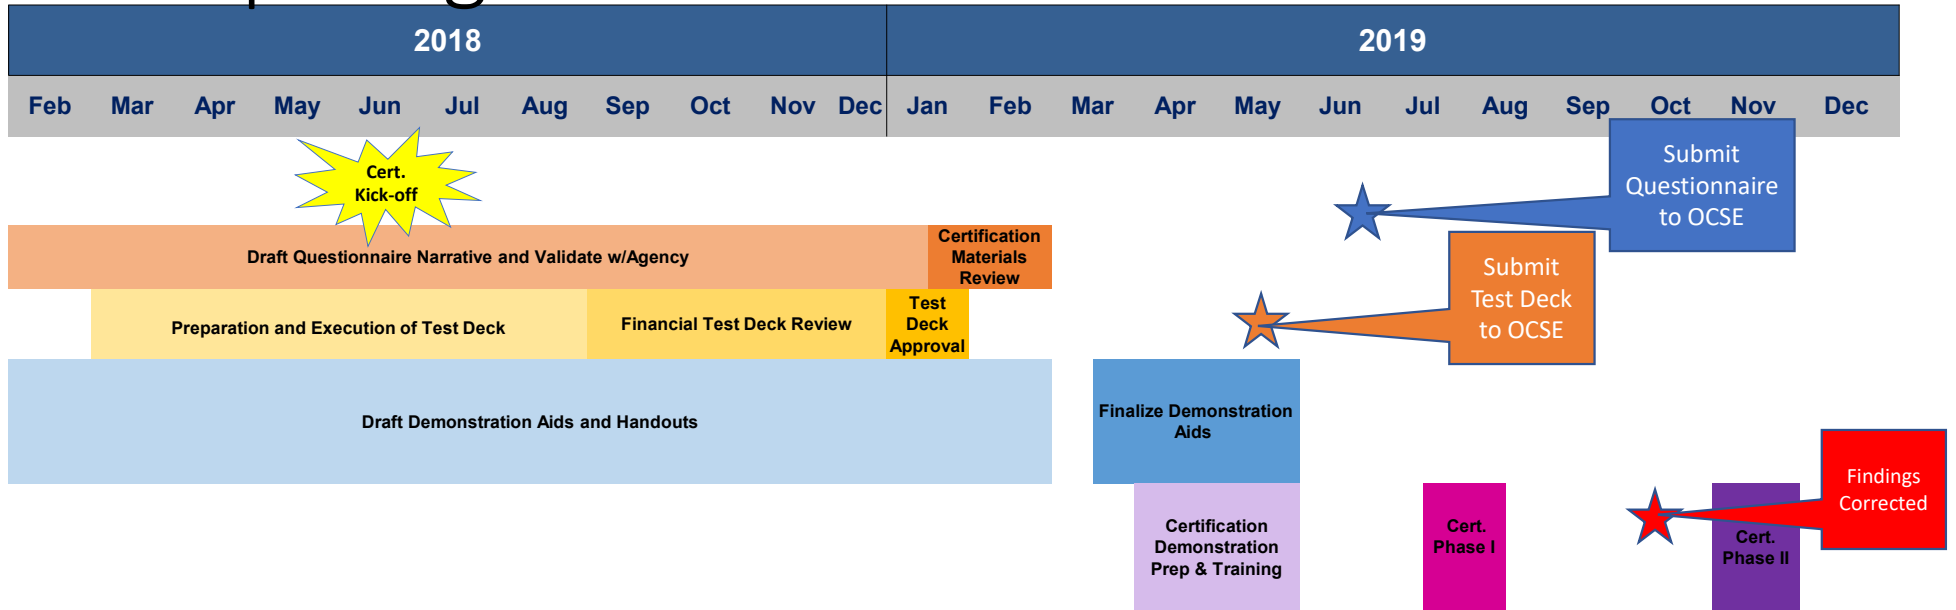 2018 2019
Feb Mar Apr May Jun Jul Aug Sep Oct Nov Dec Jan Feb Mar Apr May Jun Jul Aug Sep Oct Nov Dec
Cert.
Kick-off
Submit
Questionnaire
to OCSE
Draft Questionnaire Narrative and Validate w/Agency
Certification
Materials
Review
Submit
Test Deck
to OCSE
Preparation and Execution of Test Deck
Financial Test Deck Review
Test
Deck
Approval
Draft Demonstration Aids and Handouts
Finalize Demonstration
Aids
Findings
Corrected
Certification
Demonstration
Prep & Training
Cert.
Phase I
Cert.
Phase II